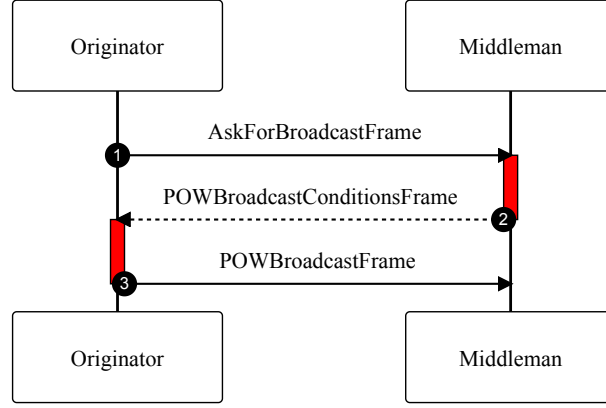 Originator
Middleman
AskForBroadcastFrame
1
POWBroadcastConditionsFrame
2
POWBroadcastFrame
3
Originator
Middleman